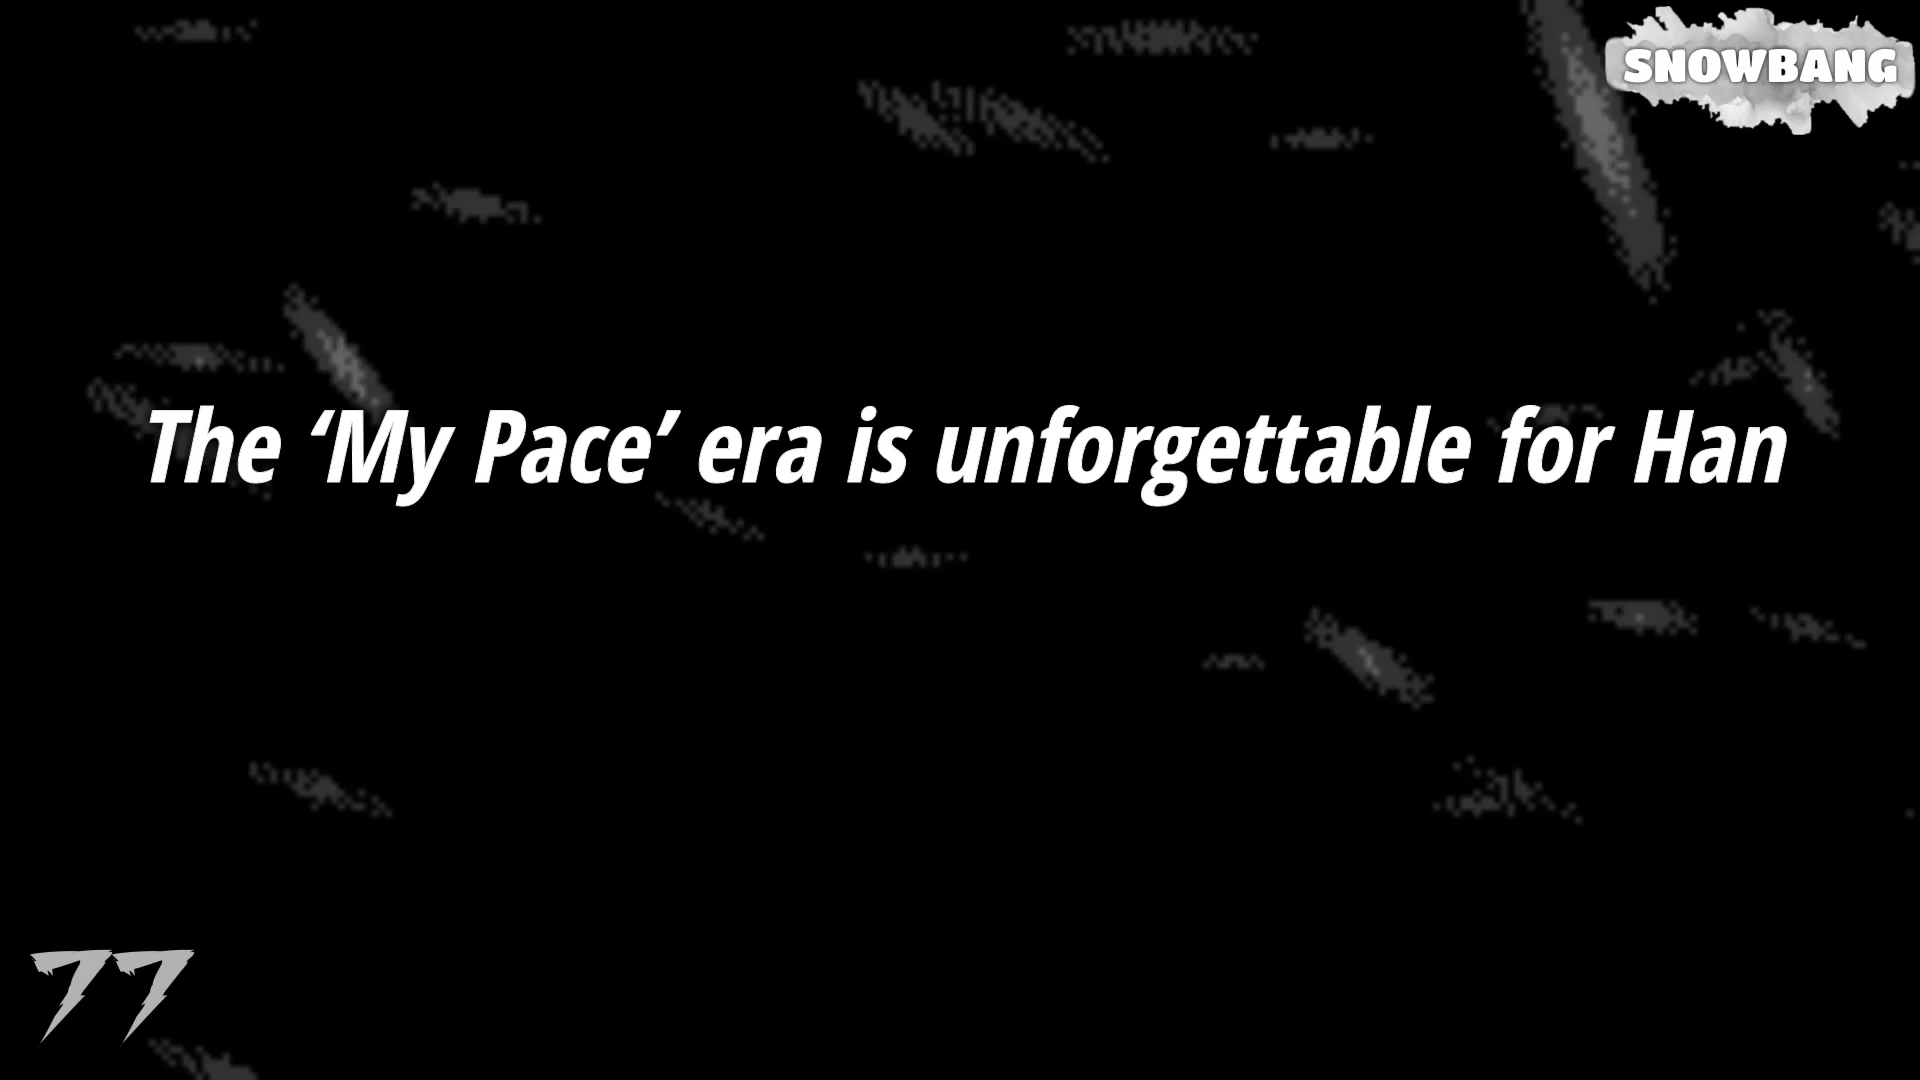 SNOWBANG
The ‘My Pace’ era is unforgettable for Han
77